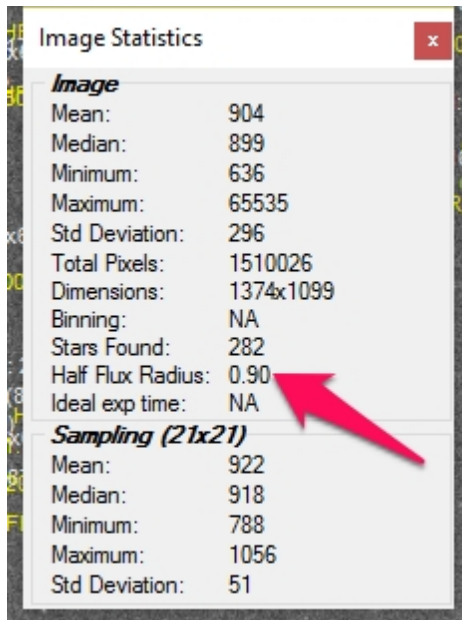 Image Statistics
x
Image
Mean: 904
Median: 899
Minimum: 636
Maximum: 65535
Std Deviation: 296
Total Pixels: 1510026
Dimensions: 1374x1099
Binning: NA
Stars Found: 282
Half Flux Radius: 0.90
Ideal exp time: NA
Sampling (21x21)
Mean: 922
Median: 918
Minimum: 788
Maximum: 1056
Std Deviation: 51